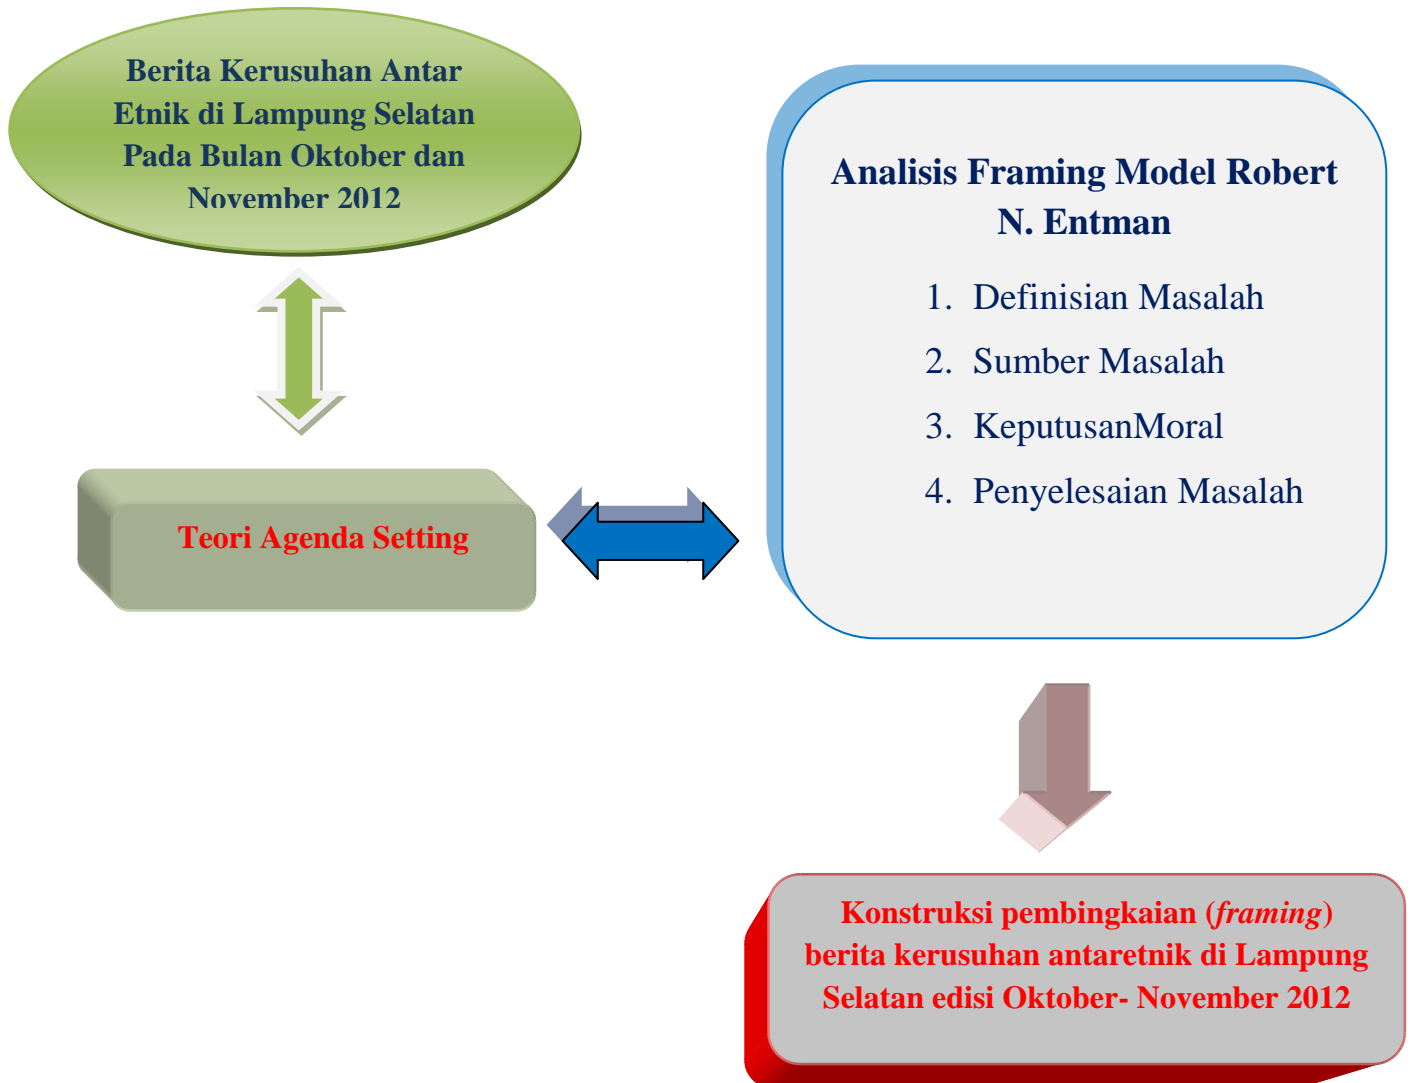 Berita Kerusuhan Antar
Etnik di Lampung Selatan
Pada Bulan Oktober dan
November 2012
Analisis Framing Model Robert
N. Entman
1. Definisian Masalah
2. Sumber Masalah
3. KeputusanMoral
4. Penyelesaian Masalah
Teori Agenda Setting
Konstruksi pembingkaian (framing)
berita kerusuhan antaretnik di Lampung
Selatan edisi Oktober- November 2012